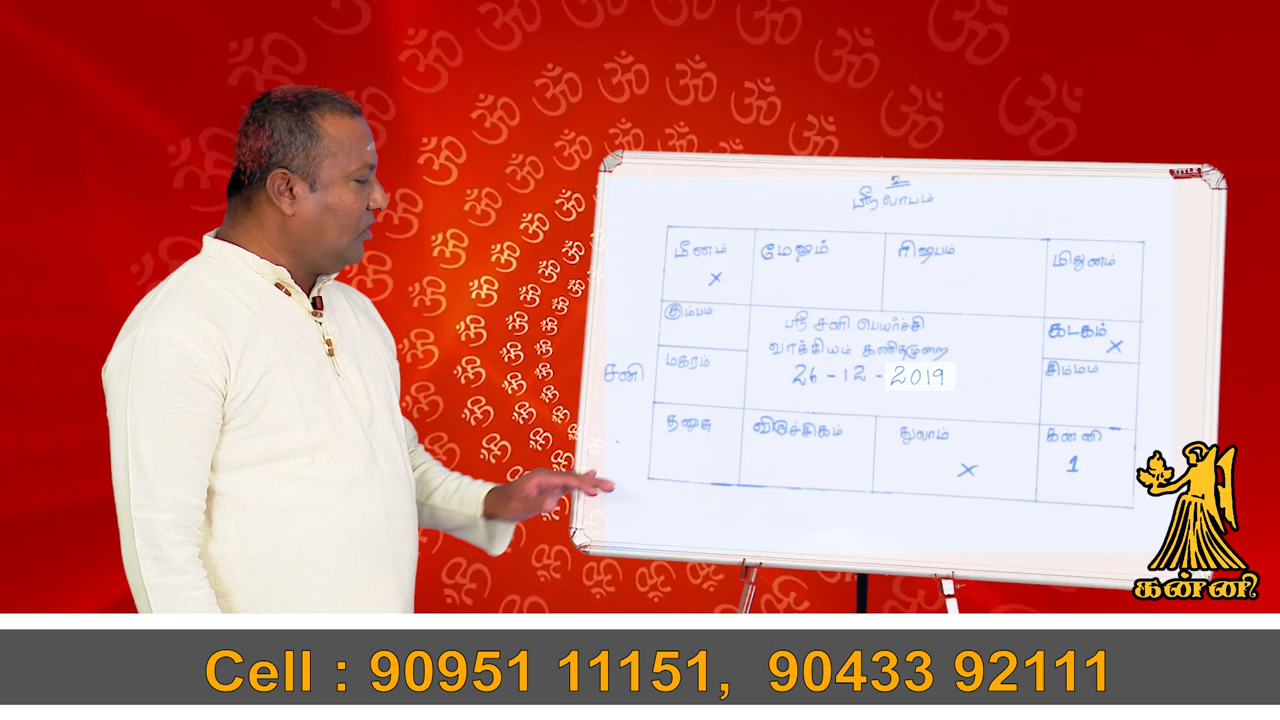 உ
ஸ்ரீ லாபம்
மீனம் மேஷம் ரிஷபம் மிதுனம்
×
கும்பம் ஸ்ரீ சனி பெயர்ச்சி கடகம் ×
வாக்கியம் கணிதமுறை
சனி மகரம் 26 - 12 - 2019 சிம்மம்
தனுசு விருச்சிகம் துலாம் கன்னி
× 1
கன்னி
Cell : 90951 11151, 90433 92111